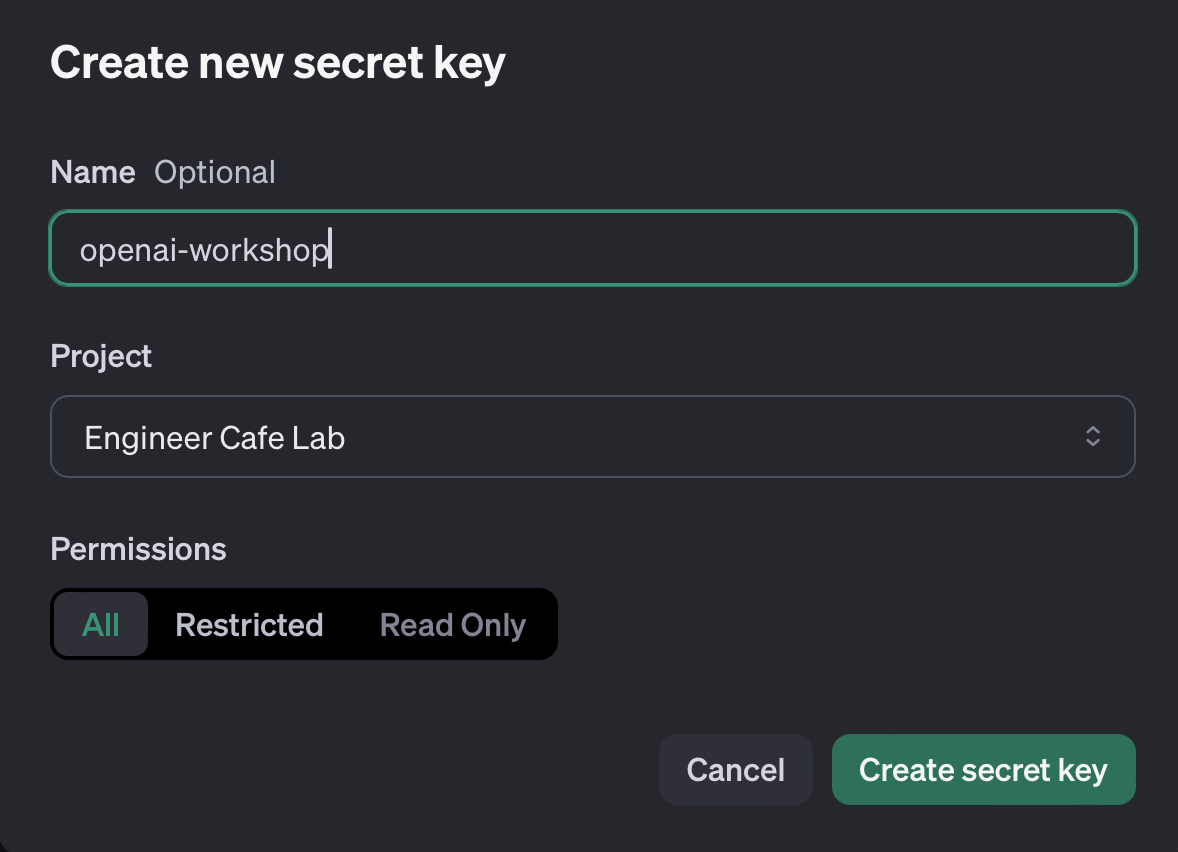 Create new secret key
Name Optional
openai-workshop
Project
Engineer Cafe Lab
Permissions
All Restricted Read Only
Cancel Create secret key